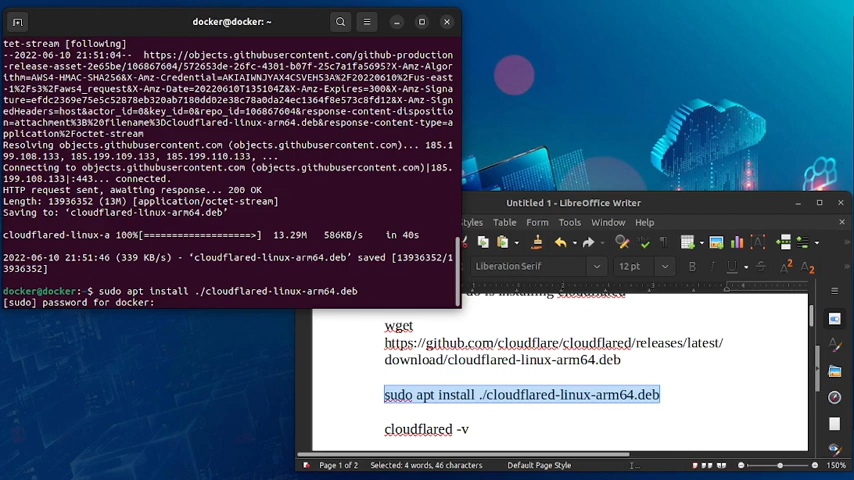 docker@docker: ~
tet-stream [following]
--2022-06-10 21:51:04--  https://objects.githubusercontent.com/github-production
-release-asset-2e65be/106867604/572653de-26fc-4301-b07f-25c7a1fa5695?X-Amz-Algor
ithm=AWS4-HMAC-SHA256&X-Amz-Credential=AKIAIWNJYAX4CSVEH53A%2F20220610%2Fus-east
-1%2Fs3%2Faws4_request&X-Amz-Date=20220610T135104Z&X-Amz-Expires=300&X-Amz-Signa
ture=efdc2369e75e5c52878eb320ab7180dd02e38c78a0da24ec1364f8e573c8fd12&X-Amz-Sign
edHeaders=host&actor_id=0&key_id=0&repo_id=106867604&response-content-dispositio
n=attachment%3B%20filename%3Dcloudflared-linux-arm64.deb&response-content-type=a
pplication%2Foctet-stream
Resolving objects.githubusercontent.com (objects.githubusercontent.com)... 185.1
99.108.133, 185.199.109.133, 185.199.110.133, ...
Connecting to objects.githubusercontent.com (objects.githubusercontent.com)|185.
199.108.133|:443... connected.
HTTP request sent, awaiting response... 200 OK
Length: 13936352 (13M) [application/octet-stream]
Saving to: ‘cloudflared-linux-arm64.deb’
cloudflared-linux-a 100%[===================>]  13.29M   586KB/s    in 40s
2022-06-10 21:51:46 (339 KB/s) - ‘cloudflared-linux-arm64.deb’ saved [13936352/1
3936352]
docker@docker:~$ sudo apt install ./cloudflared-linux-arm64.deb
[sudo] password for docker:
Untitled 1 - LibreOffice Writer
Styles Table Form Tools Window Help
Liberation Serif 12 pt
do is installing cloudflared
wget
https://github.com/cloudflare/cloudflared/releases/latest/
download/cloudflared-linux-arm64.deb
sudo apt install ./cloudflared-linux-arm64.deb
cloudflared -v
Page 1 of 2 Selected: 4 words, 46 characters Default Page Style 150%